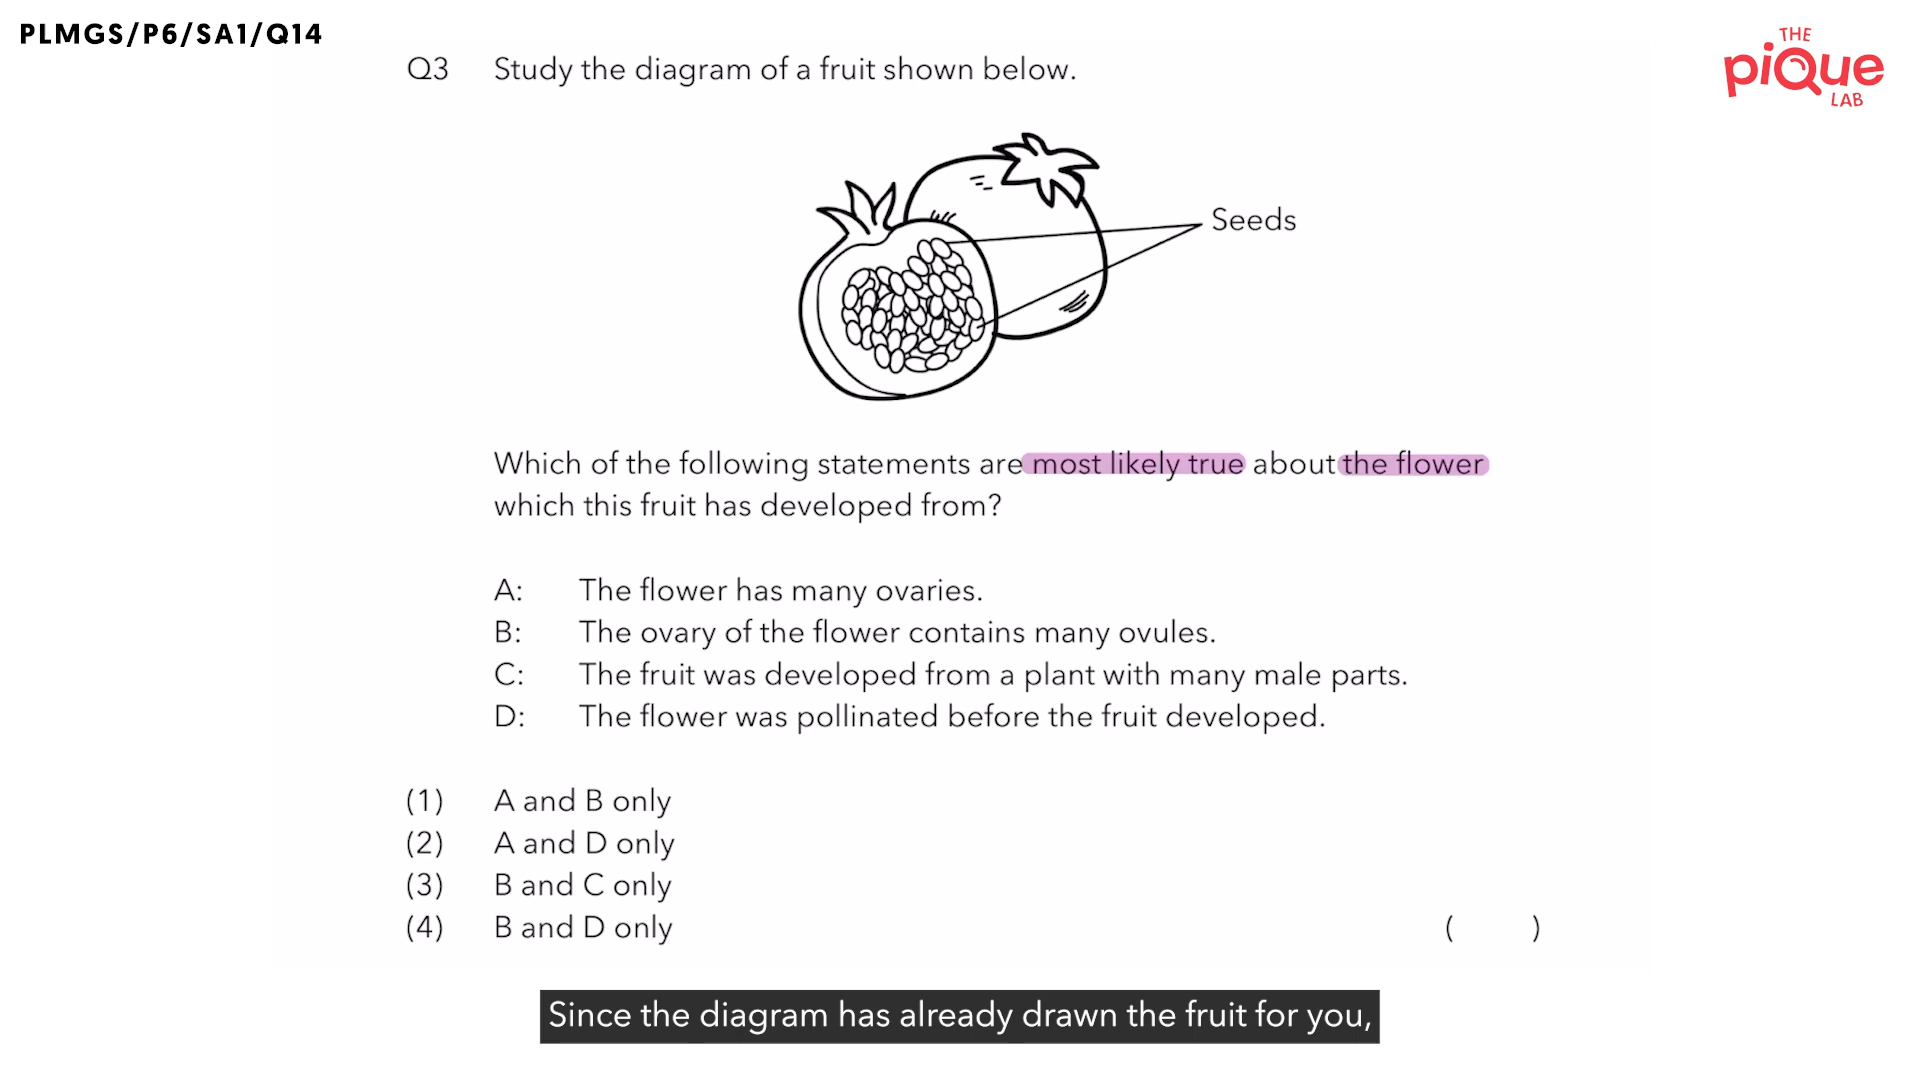 PLMGS/P6/SA1/Q14
THE
piQue
LAB
Q3 Study the diagram of a fruit shown below.
Seeds
Which of the following statements are most likely true about the flower
which this fruit has developed from?
A: The flower has many ovaries.
B: The ovary of the flower contains many ovules.
C: The fruit was developed from a plant with many male parts.
D: The flower was pollinated before the fruit developed.
(1) A and B only
(2) A and D only
(3) B and C only
(4) B and D only ( )
Since the diagram has already drawn the fruit for you,